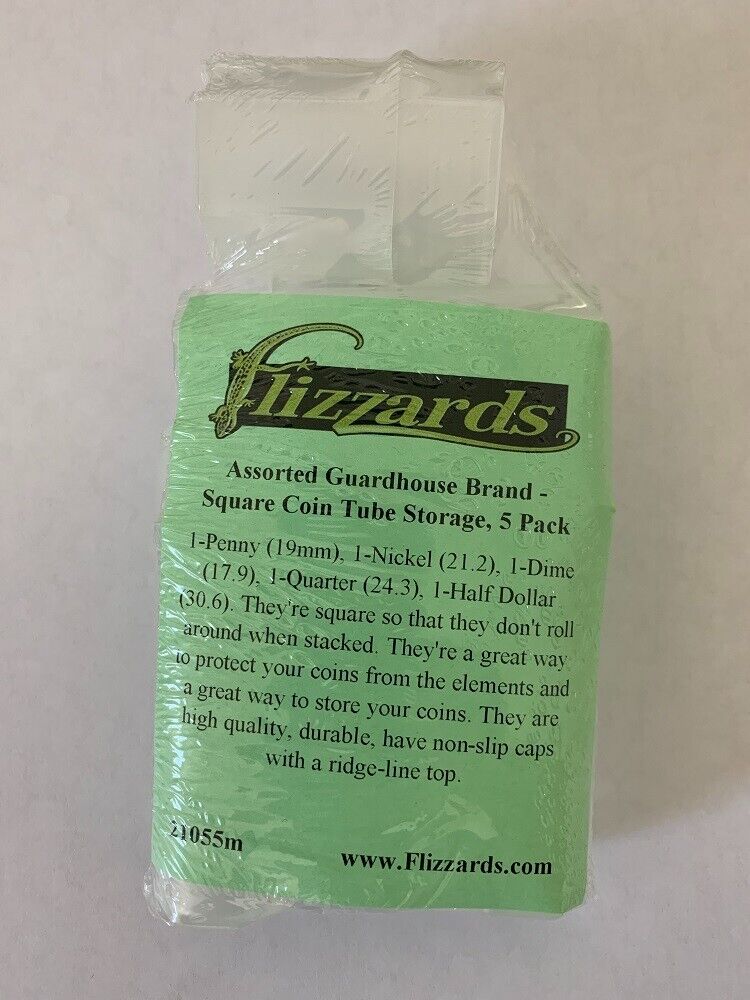 Flizzards
Assorted Guardhouse Brand -
Square Coin Tube Storage, 5 Pack
1-Penny (19mm), 1-Nickel (21.2), 1-Dime
(17.9), 1-Quarter (24.3), 1-Half Dollar
(30.6). They're square so that they don't roll
around when stacked. They're a great way
to protect your coins from the elements and
a great way to store your coins. They are
high quality, durable, have non-slip caps
with a ridge-line top.
21055m
www.Flizzards.com